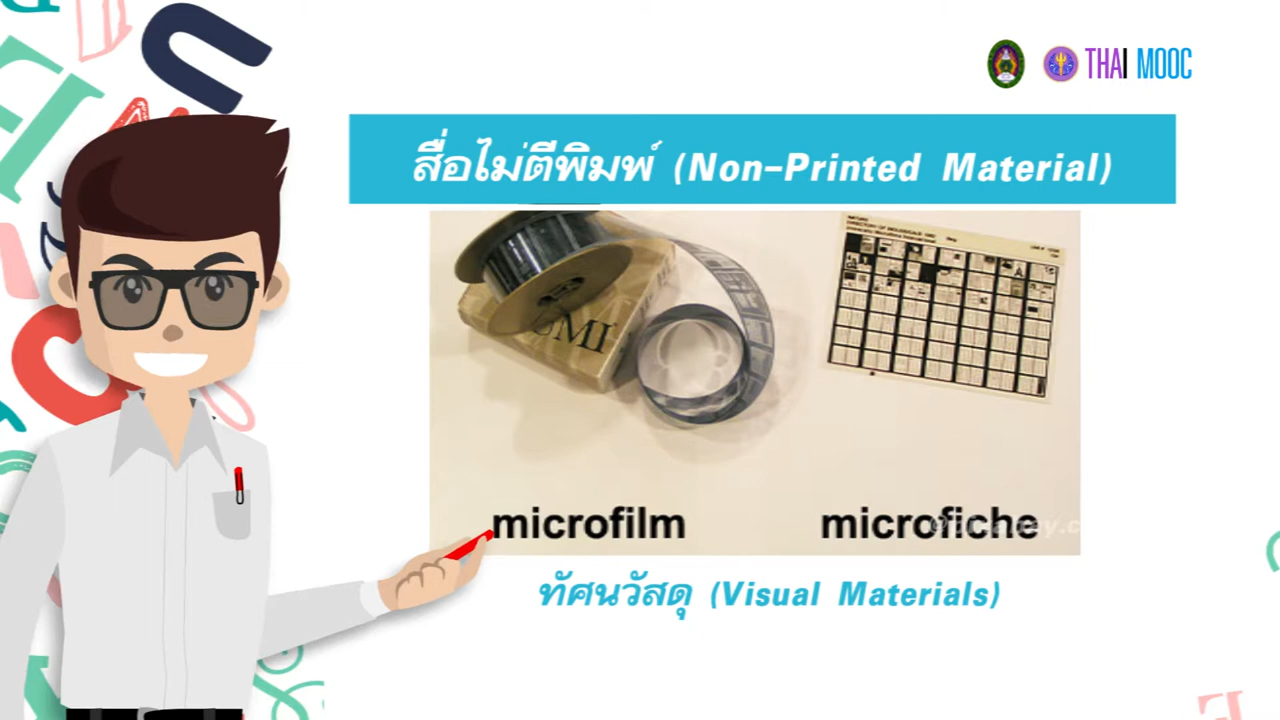 THAI MOOC
สื่อไม่ตีพิมพ์ (Non-Printed Material)
UMI
microfilm
microfiche
ทัศนวัสดุ (Visual Materials)